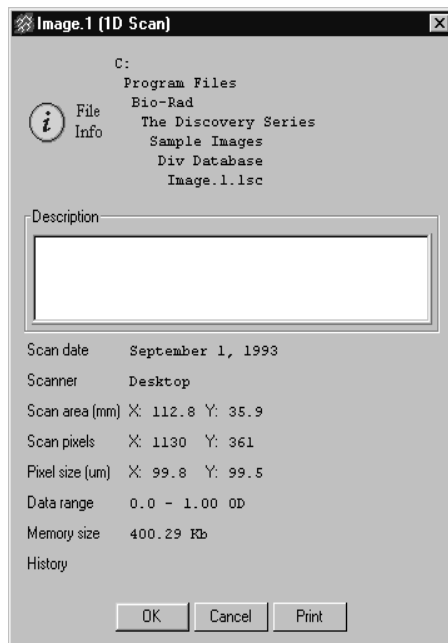 Image.1 (1D Scan)
C:
Program Files
Bio-Rad
The Discovery Series
Sample Images
Div Database
Image.1.1sc
File
Info
Description
Scan date September 1, 1993
Scanner Desktop
Scan area (mm) X: 112.8 Y: 35.9
Scan pixels X: 1130 Y: 361
Pixel size (um) X: 99.8 Y: 99.5
Data range 0.0 - 1.00 OD
Memory size 400.29 Kb
History
OK Cancel Print